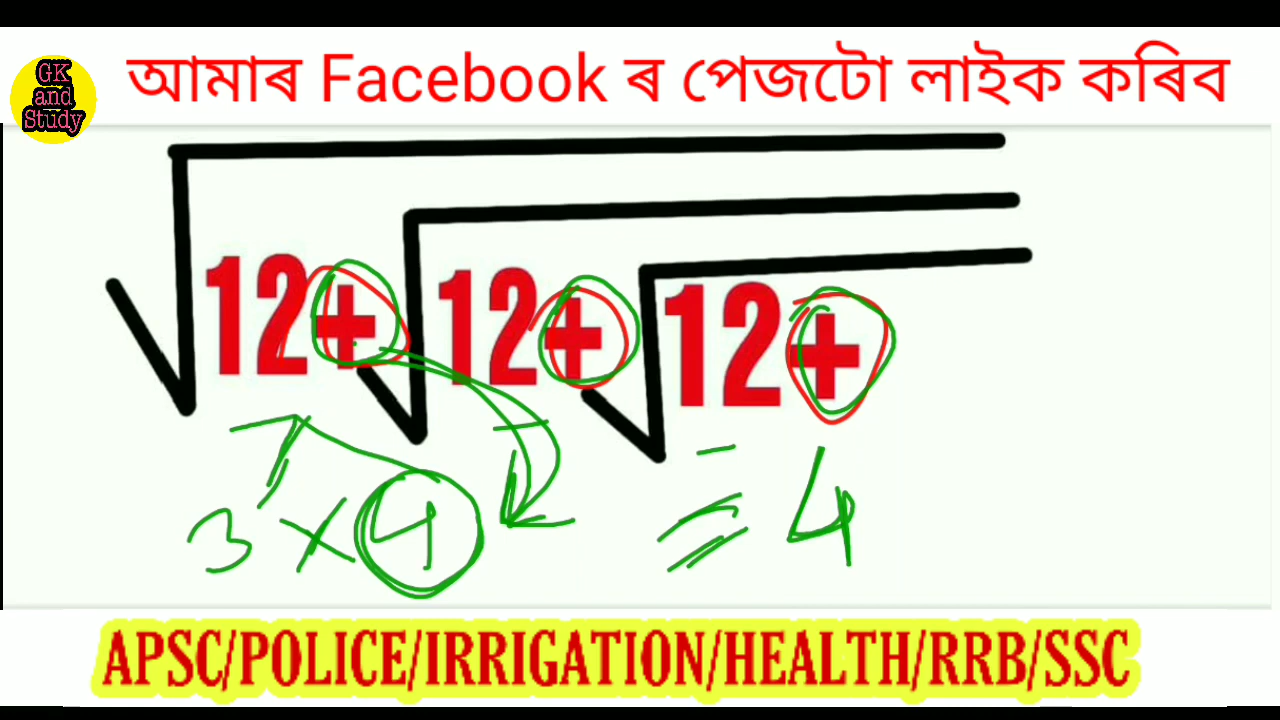 GK
and
Study
আমাৰ Facebook ৰ পেজটো লাইক কৰিব
√12+√12+√12+
3 × 4 = 4
APSC/POLICE/IRRIGATION/HEALTH/RRB/SSC